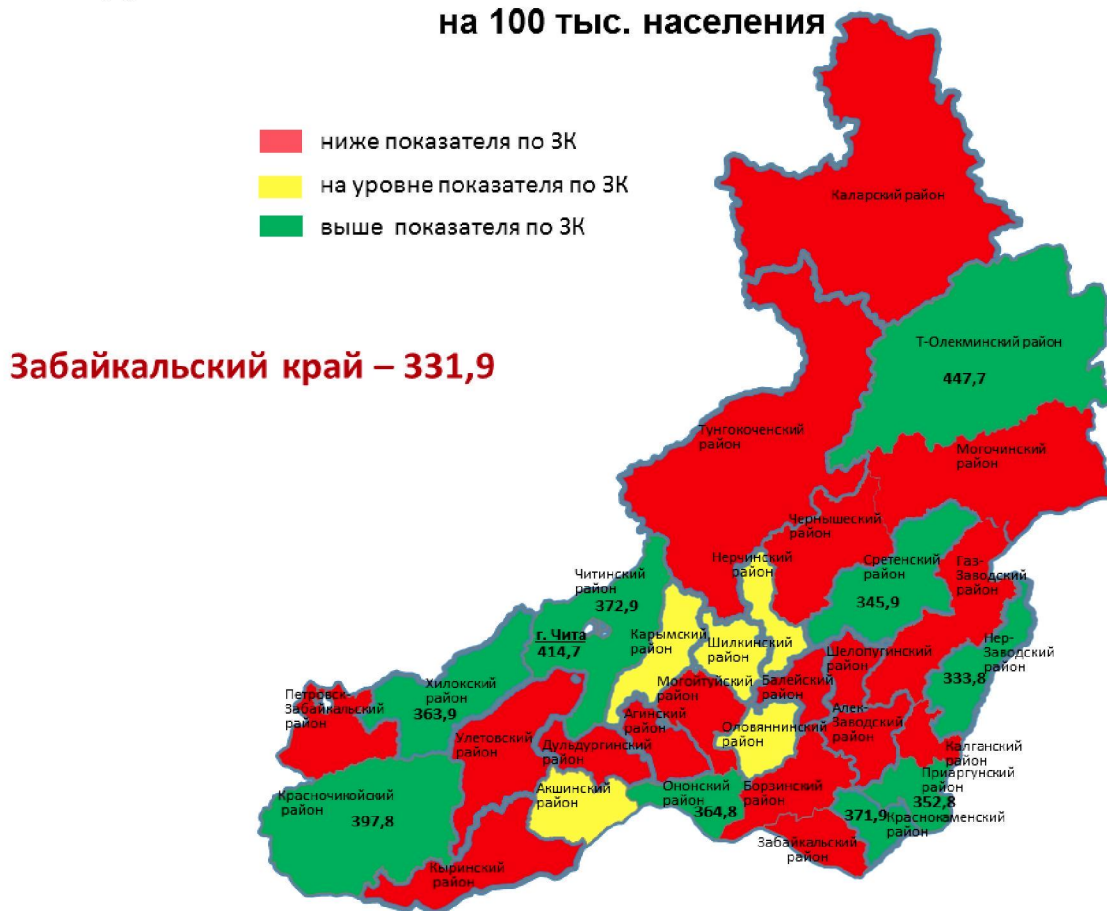 на 100 тыс. населения
ниже показателя по ЗК
на уровне показателя по ЗК
выше показателя по ЗК
Забайкальский край – 331,9
Каларский район
Т-Олекминский район
447,7
Тунгокоченский
район
Могочинский
район
Чернышеский
район
Нерчинский
район
Сретенский
район
345,9
Газ-
Заводский
район
Читинский
район
372,9
г. Чита
414,7
Карымский
район
Шилкинский
район
Шелопугинский
район
Нер-
Заводский
район
333,8
Петровск-
Забайкальский
район
Хилокский
район
363,9
Улетовский
район
Могойтуйский
район
Балейский
район
Агинский
район
Дульдургинский
район
Оловяннинский
район
Алек-
Заводский
район
Калганский
район
Приаргунский
район
352,8
Красночикойский
район
397,8
Акшинский
район
Ононский
район
364,8
Борзинский
район
371,9
Краснокаменский
район
Забайкальский
район
Кыринский
район